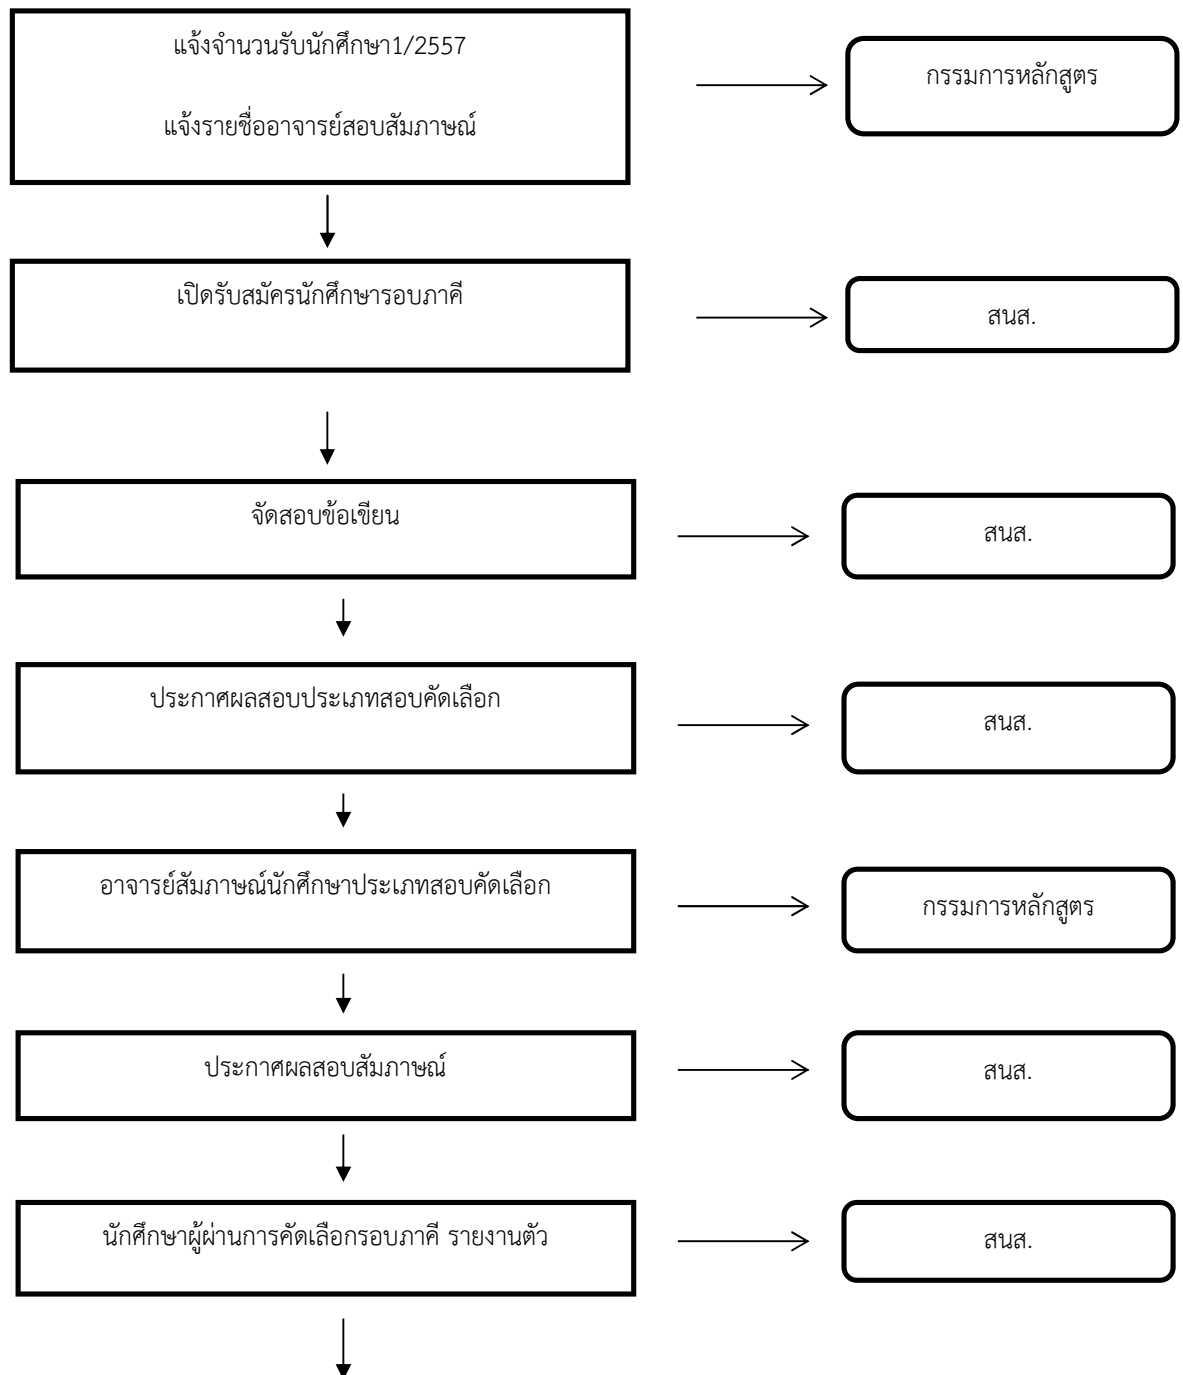 แจ้งจำนวนรับนักศึกษา1/2557
แจ้งรายชื่ออาจารย์สอบสัมภาษณ์
กรรมการหลักสูตร
เปิดรับสมัครนักศึกษารอบภาคี
สนส.
จัดสอบข้อเขียน
สนส.
ประกาศผลสอบประเภทสอบคัดเลือก
สนส.
อาจารย์สัมภาษณ์นักศึกษาประเภทสอบคัดเลือก
กรรมการหลักสูตร
ประกาศผลสอบสัมภาษณ์
สนส.
นักศึกษาผู้ผ่านการคัดเลือกรอบภาคี รายงานตัว
สนส.